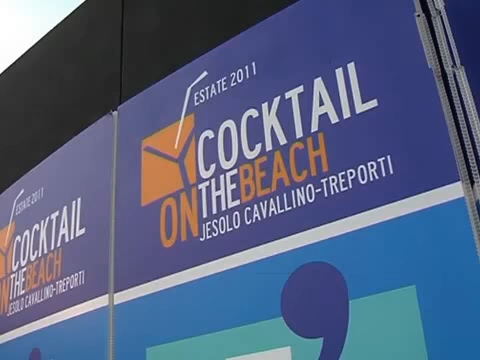 ESTATE 2011
COCKTAIL
ON THE BEACH
JESOLO CAVALLINO-TREPORTI
ESTATE 2011
COCKTAIL
ON THE BEACH
JESOLO CAVALLINO-TREPORTI